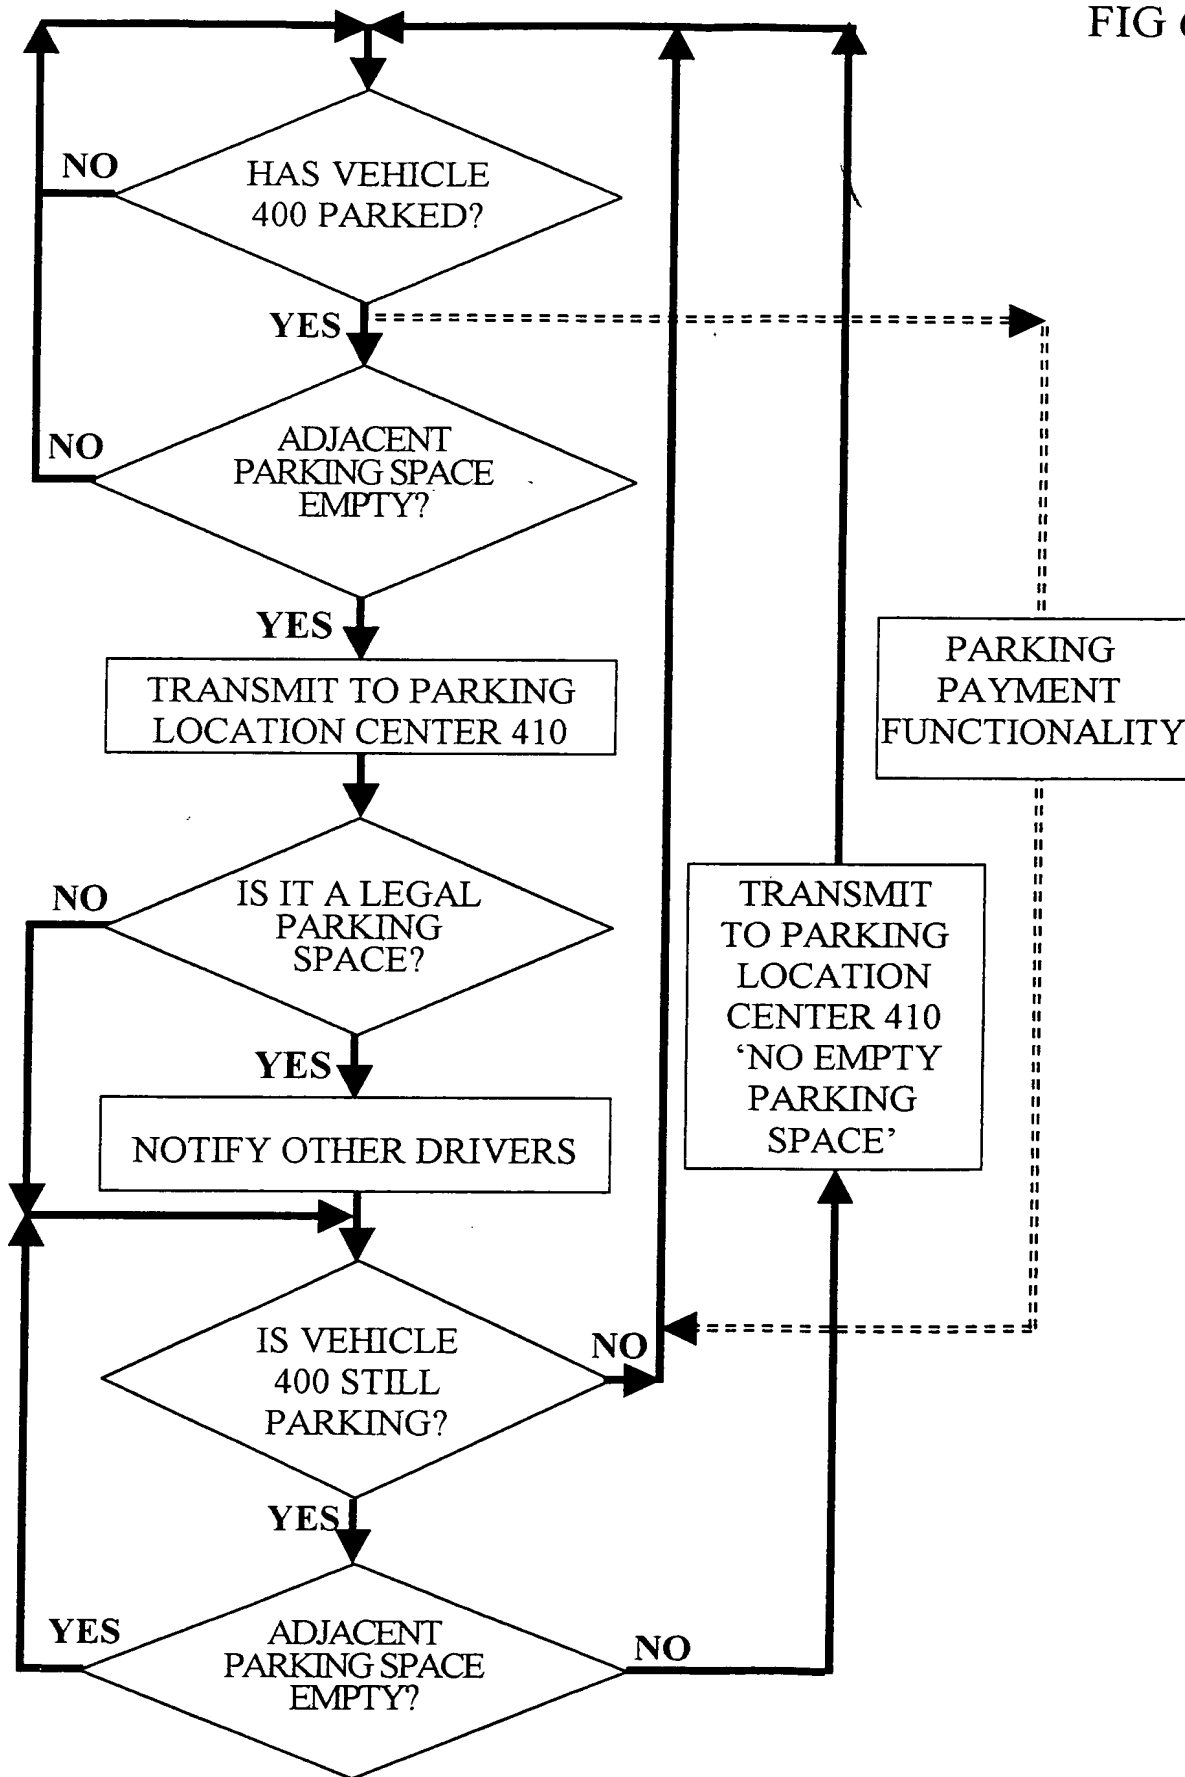 FIG 6
NO
HAS VEHICLE
400 PARKED?
YES
NO
ADJACENT
PARKING SPACE
EMPTY?
YES
TRANSMIT TO PARKING
LOCATION CENTER 410
PARKING
PAYMENT
FUNCTIONALITY
NO
IS IT A LEGAL
PARKING
SPACE?
YES
TRANSMIT
TO PARKING
LOCATION
CENTER 410
‘NO EMPTY
PARKING
SPACE’
NOTIFY OTHER DRIVERS
IS VEHICLE
400 STILL
PARKING?
NO
YES
YES
ADJACENT
PARKING SPACE
EMPTY?
NO